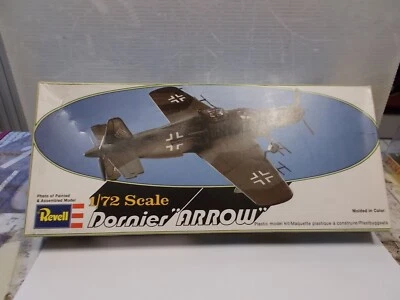 Photo of Painted
& Assembled Model
Molded in Color
Revell
1/72 Scale
Dornier "ARROW"
Plastic model kit/Maquette plastique à construire/Plastikbausatz